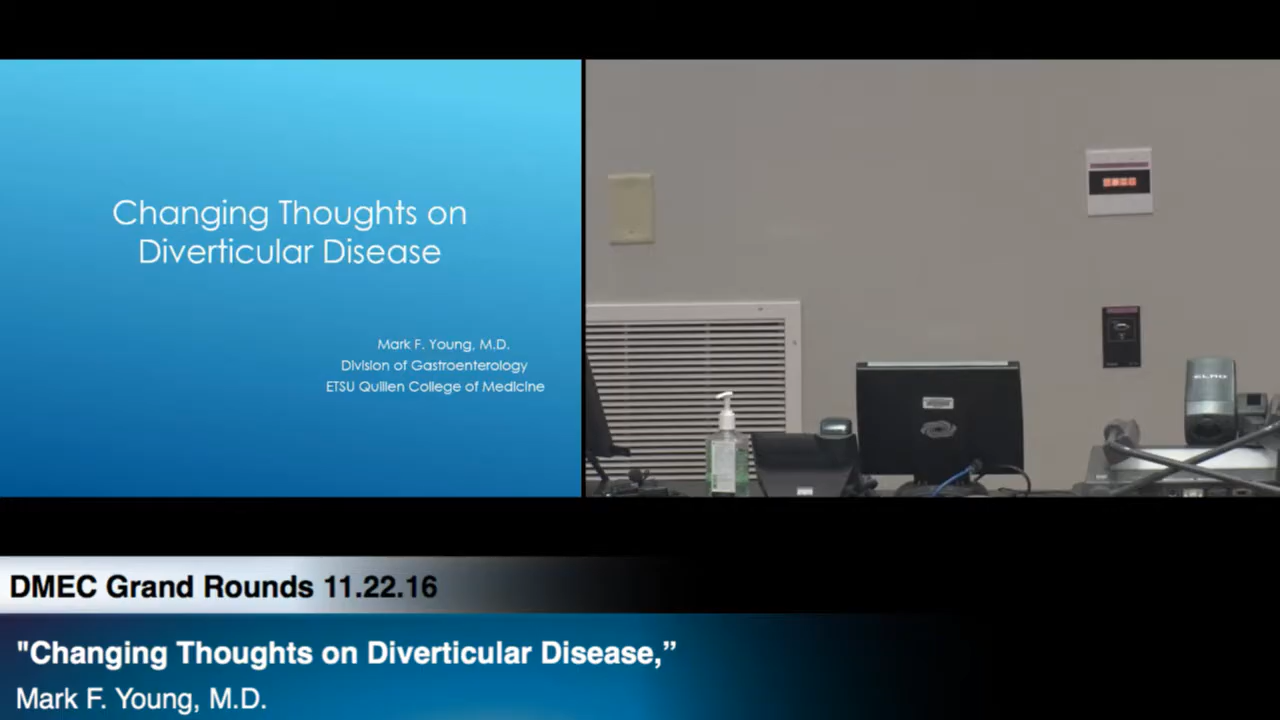 Changing Thoughts on
Diverticular Disease
Mark F. Young, M.D.
Division of Gastroenterology
ETSU Quillen College of Medicine
ELMO
DMEC Grand Rounds 11.22.16
"Changing Thoughts on Diverticular Disease,”
Mark F. Young, M.D.